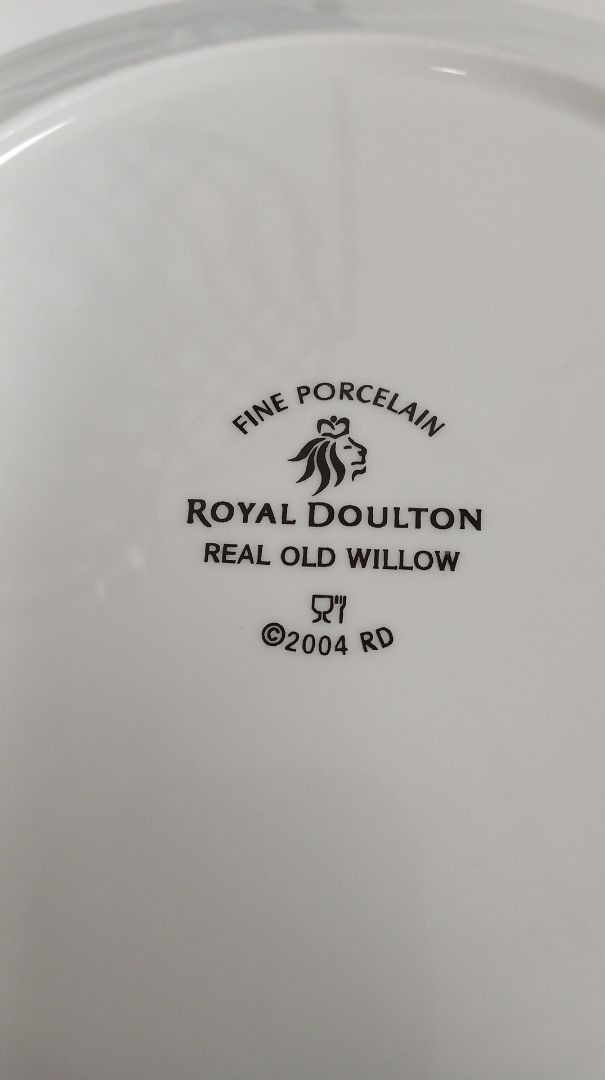 FINE PORCELAIN
ROYAL DOULTON
REAL OLD WILLOW
©2004 RD